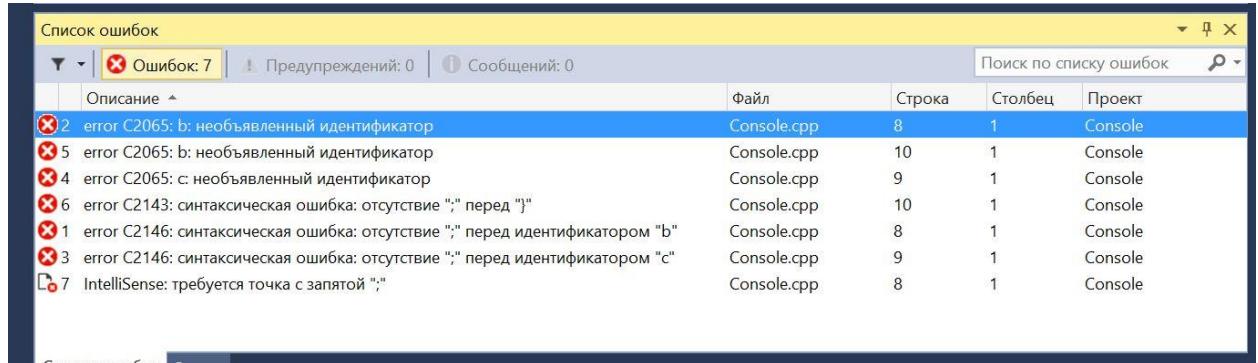 Список ошибок
Ошибок: 7 Предупреждений: 0 Сообщений: 0 Поиск по списку ошибок
Описание Файл Строка Столбец Проект
2 error C2065: b: необъявленный идентификатор Console.cpp 8 1 Console
5 error C2065: b: необъявленный идентификатор Console.cpp 10 1 Console
4 error C2065: c: необъявленный идентификатор Console.cpp 9 1 Console
6 error C2143: синтаксическая ошибка: отсутствие ";" перед "}" Console.cpp 10 1 Console
1 error C2146: синтаксическая ошибка: отсутствие ";" перед идентификатором "b" Console.cpp 8 1 Console
3 error C2146: синтаксическая ошибка: отсутствие ";" перед идентификатором "c" Console.cpp 9 1 Console
7 IntelliSense: требуется точка с запятой ";" Console.cpp 8 1 Console